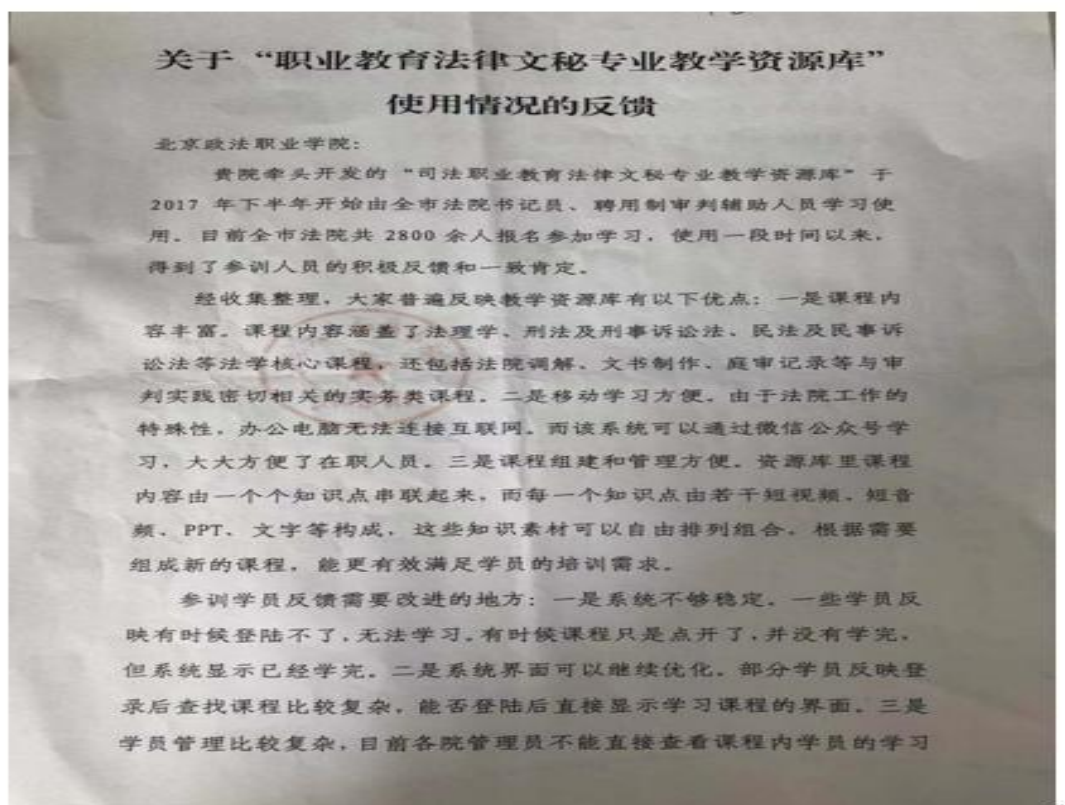 关于“职业教育法律文秘专业教学资源库”
使用情况的反馈
北京政法职业学院：
贵院牵头开发的“司法职业教育法律文秘专业教学资源库”于
2017 年下半年开始由全市法院书记员、聘用制审判辅助人员学习使
用。目前全市法院共 2800 余人报名参加学习，使用一段时间以来，
得到了参训人员的积极反馈和一致肯定。
经收集整理，大家普遍反映教学资源库有以下优点：一是课程内
容丰富。课程内容涵盖了法理学、刑法及刑事诉讼法、民法及民事诉
讼法等法学核心课程，还包括法院调解、文书制作、庭审记录等与审
判实践密切相关的实务类课程。二是移动学习方便。由于法院工作的
特殊性，办公电脑无法连接互联网。而该系统可以通过微信公众号学
习，大大方便了在职人员。三是课程组建和管理方便。资源库里课程
内容由一个个知识点串联起来，而每一个知识点由若干短视频、短音
频、PPT、文字等构成，这些知识素材可以自由排列组合，根据需要
组成新的课程，能更有效满足学员的培训需求。
参训学员反馈需要改进的地方：一是系统不够稳定。一些学员反
映有时候登陆不了，无法学习。有时候课程只是点开了，并没有学完，
但系统显示已经学完。二是系统界面可以继续优化。部分学员反映登
录后查找课程比较复杂，能否登陆后直接显示学习课程的界面。三是
学员管理比较复杂，目前各院管理员不能直接查看课程内学员的学习